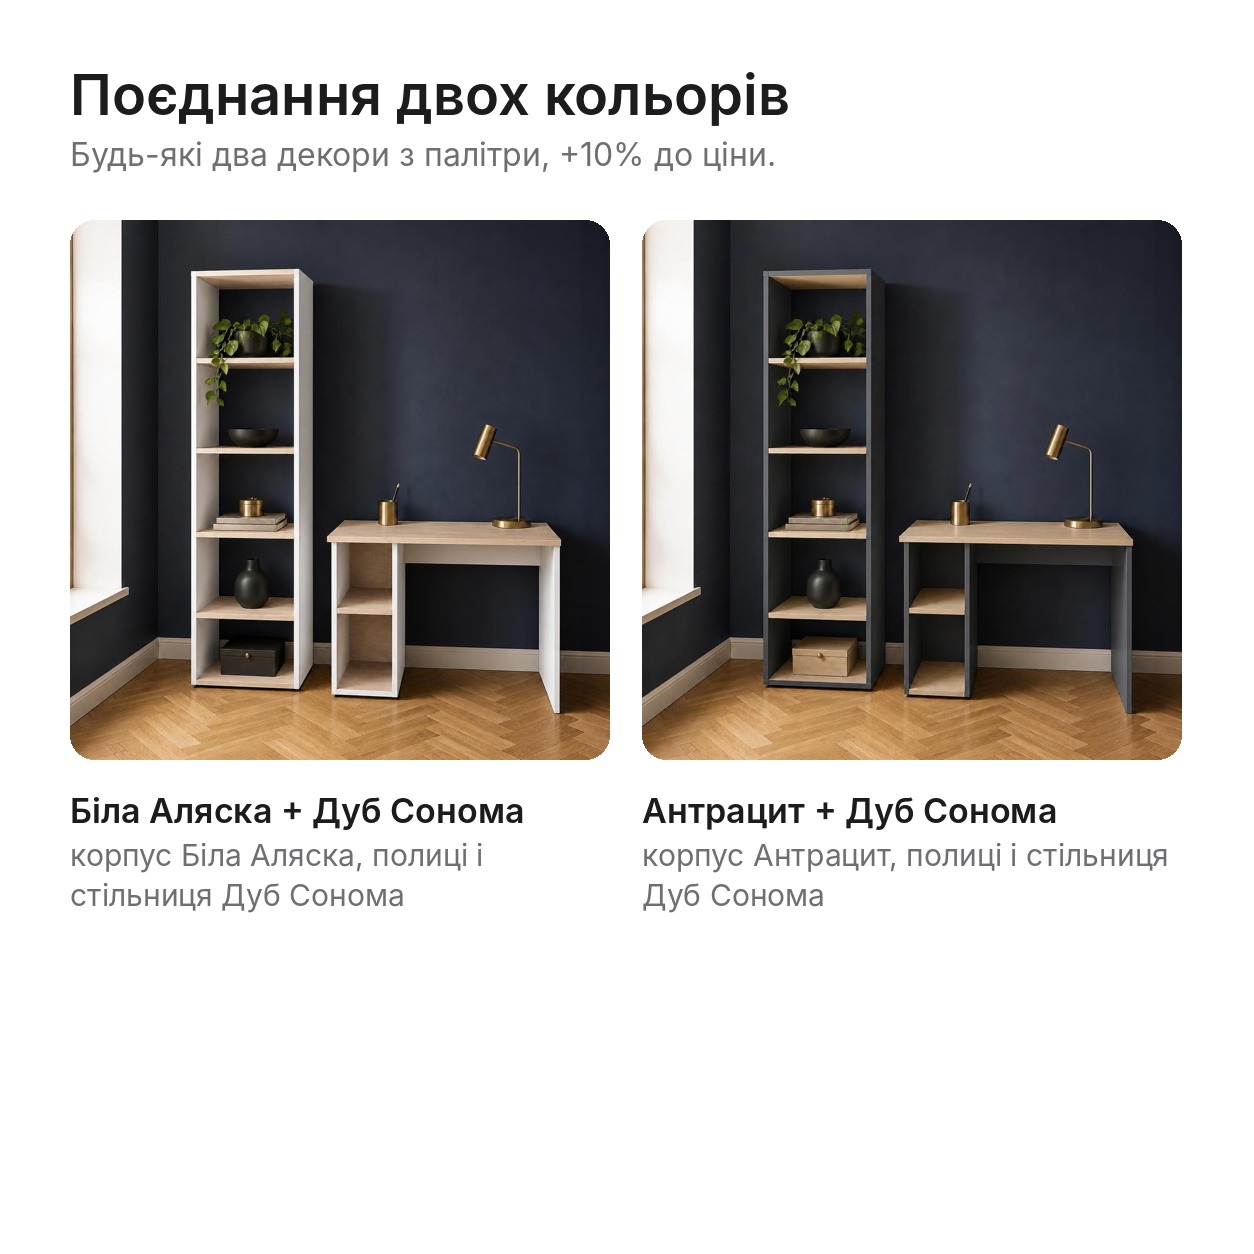 Поєднання двох кольорів
Будь-які два декори з палітри, +10% до ціни.
Біла Аляска + Дуб Сонома
корпус Біла Аляска, полиці і
стільниця Дуб Сонома
Антрацит + Дуб Сонома
корпус Антрацит, полиці і стільниця
Дуб Сонома